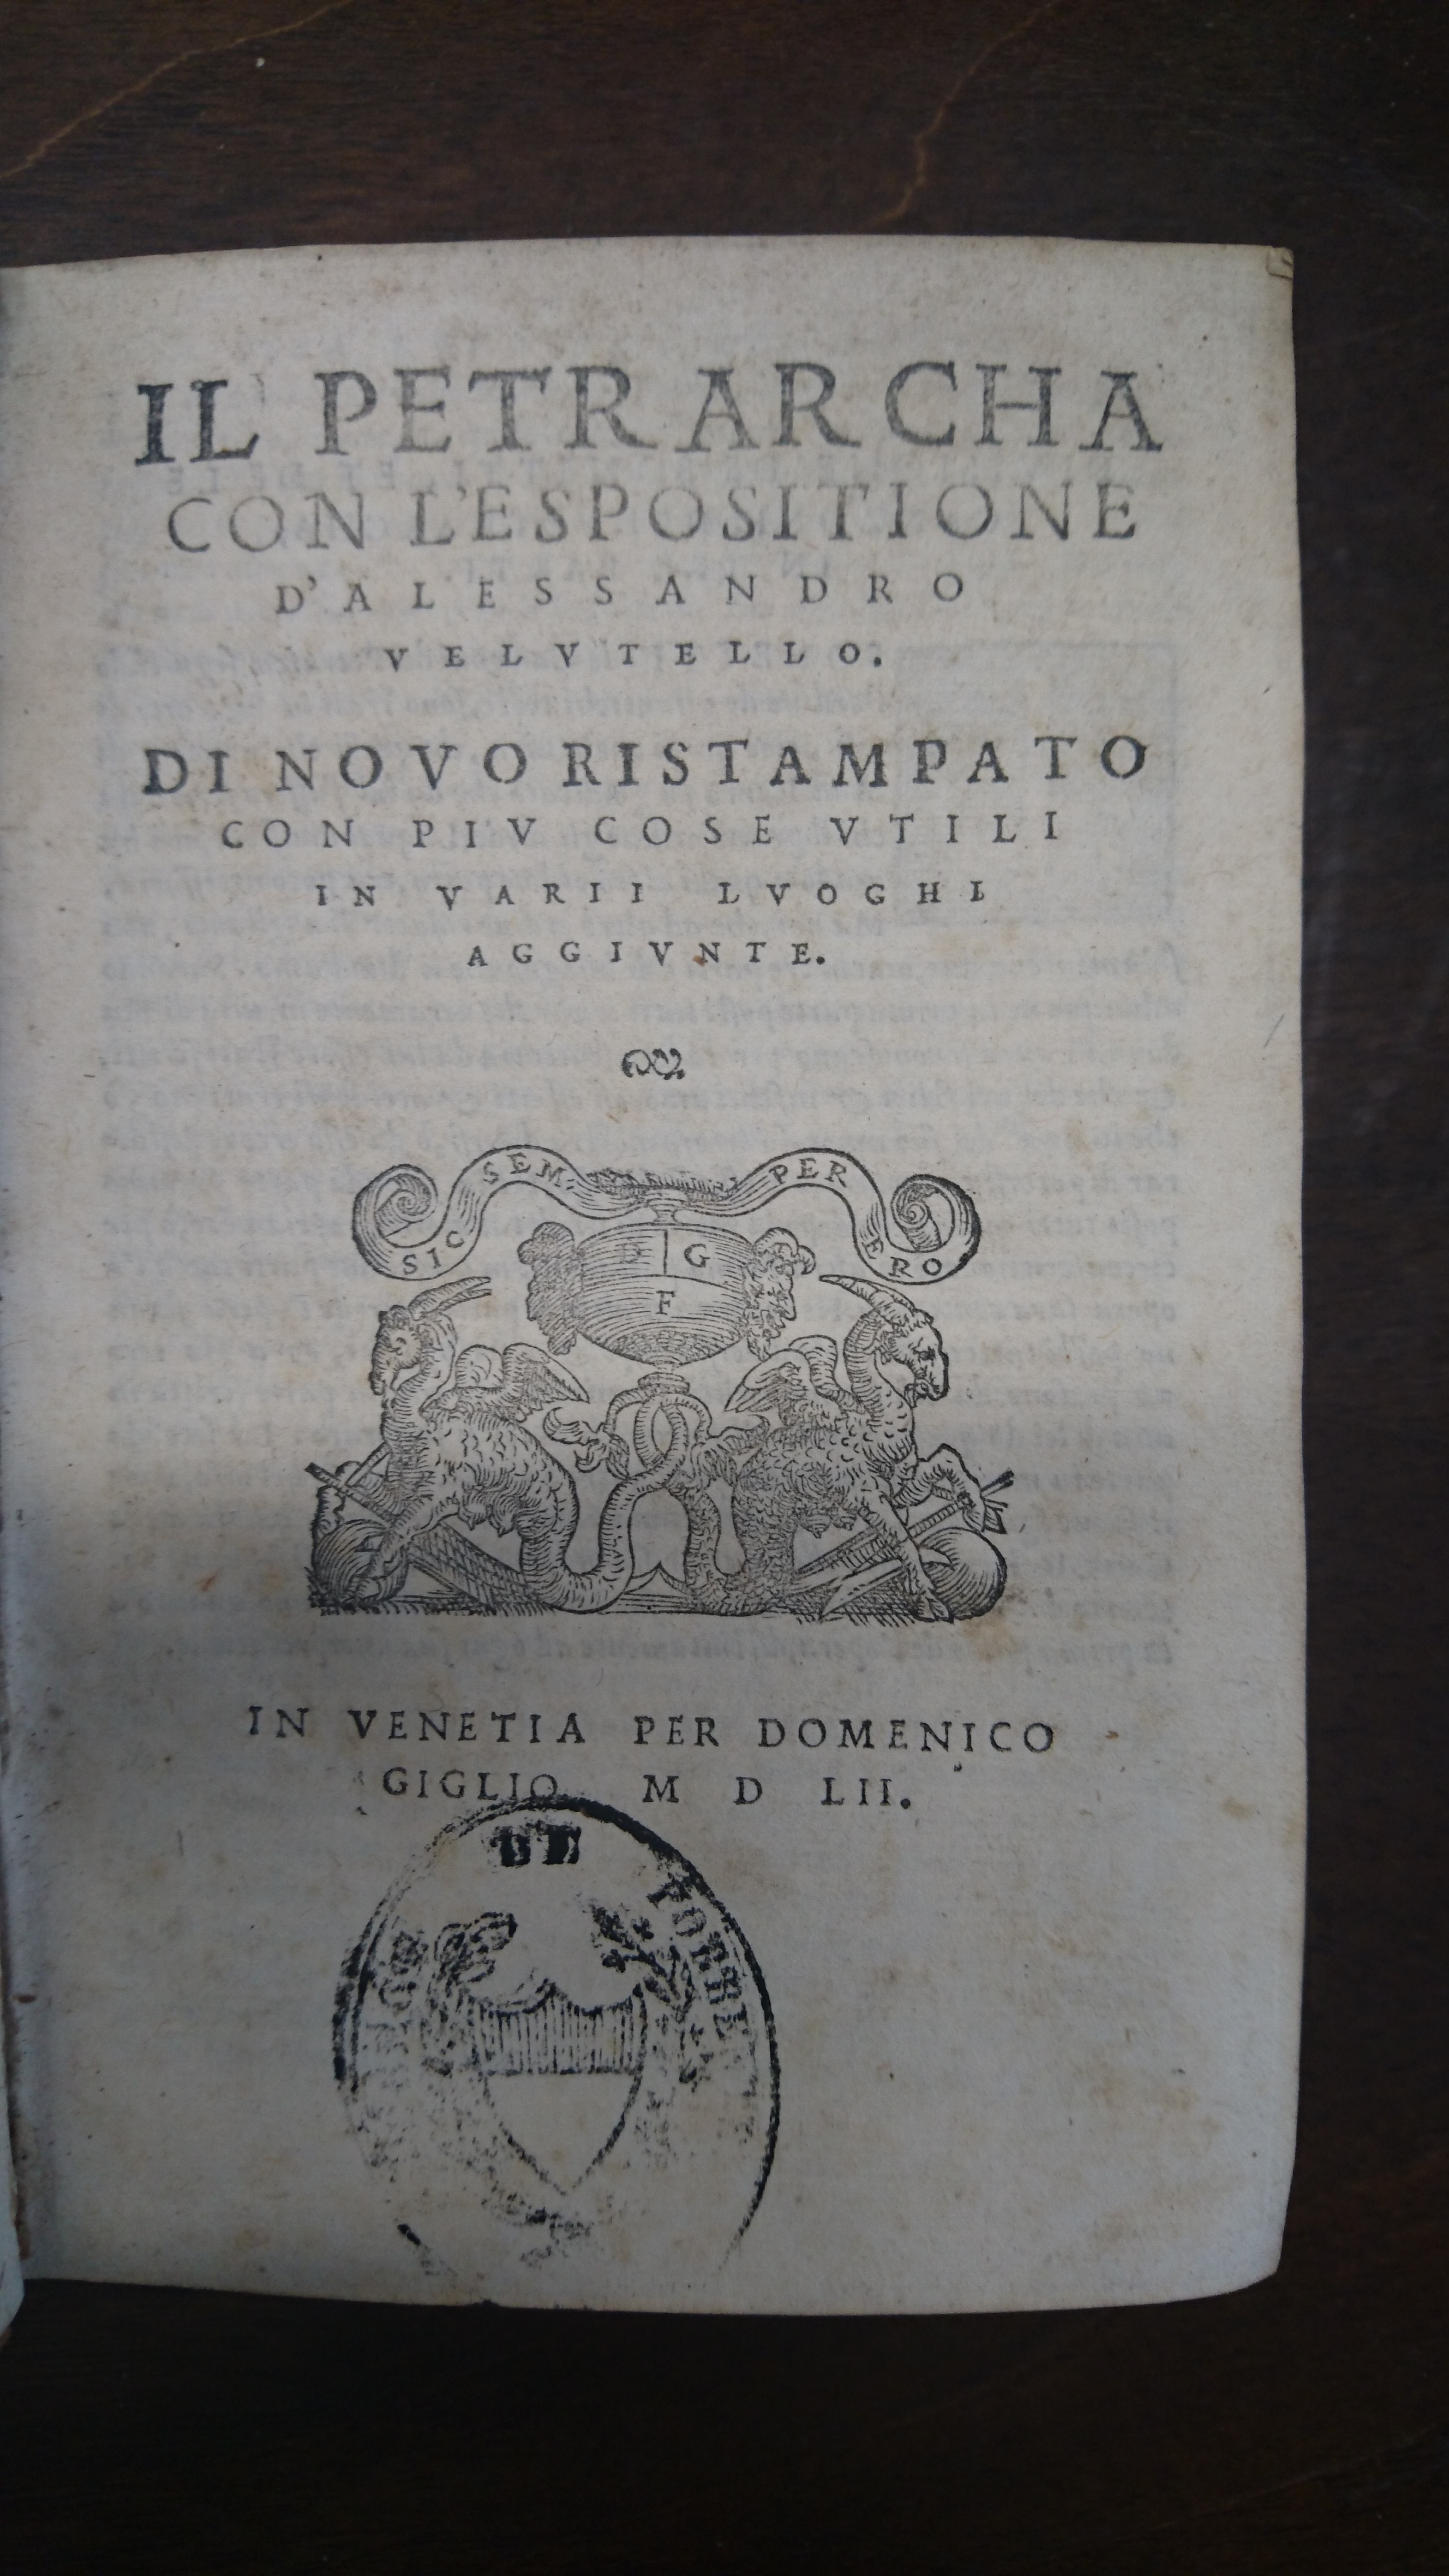 IL PETRARCHA
CON L'ESPOSITIONE
D'ALESSANDRO
VELVTELLO.
DI NOVO RISTAMPATO
CON PIV COSE VTILI
IN VARII LVOGHI
AGGIVNTE.
SIC SEM: PER ERO
D G
F
IN VENETIA PER DOMENICO
GIGLIO M D LII.